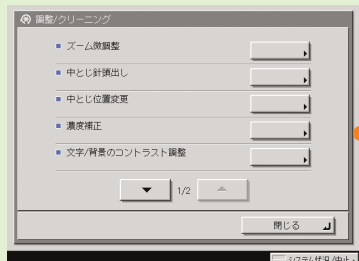 調整/クリーニング
ズーム微調整
中とじ針頭出し
中とじ位置変更
濃度補正
文字/背景のコントラスト調整
1/2
閉じる
システム状況/中止